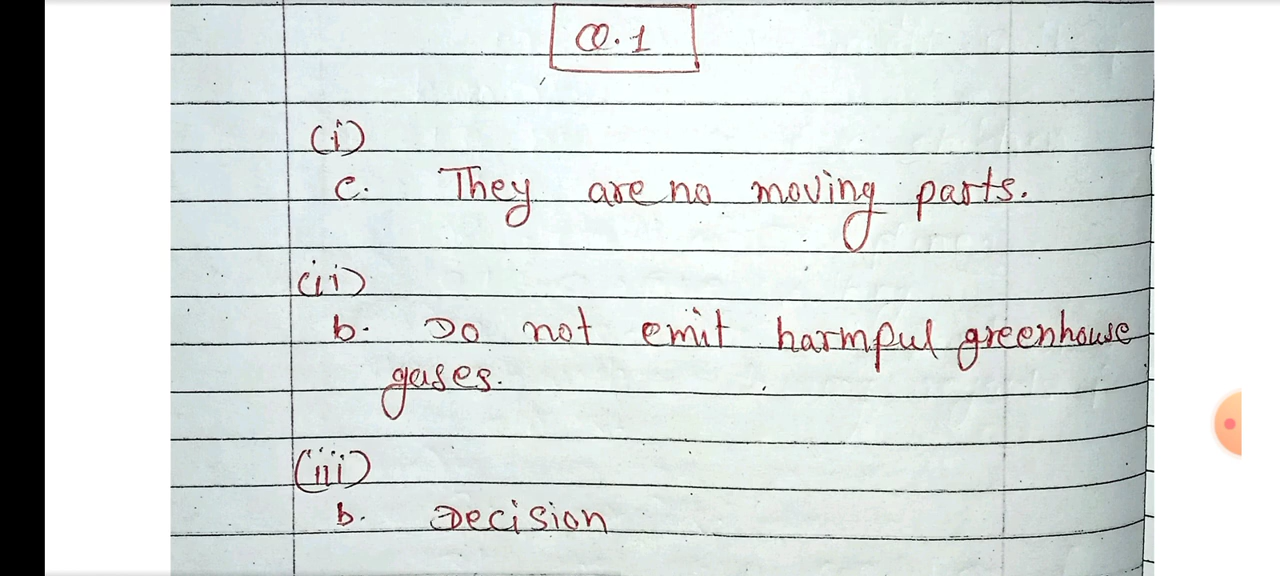 Q.1
(i)
c. They are no moving parts.
(ii)
b. Do not emit harmful greenhouse
gases.
(iii)
b. Decision